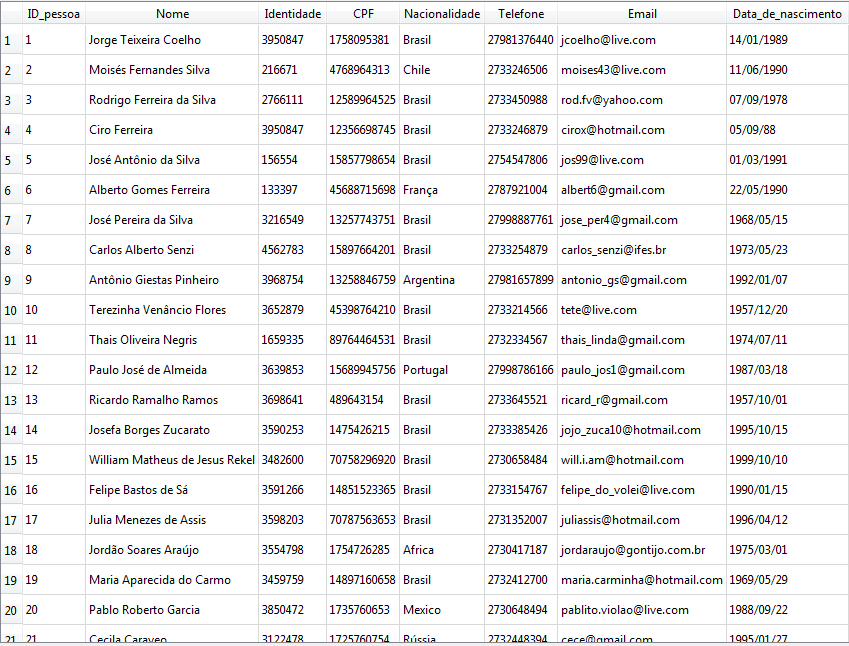 ID_pessoa Nome Identidade CPF Nacionalidade Telefone Email Data_de_nascimento
1 1 Jorge Teixeira Coelho 3950847 1758095381 Brasil 27981376440 jcoelho@live.com 14/01/1989
2 2 Moisés Fernandes Silva 216671 4768964313 Chile 2733246506 moises43@live.com 11/06/1990
3 3 Rodrigo Ferreira da Silva 2766111 12589964525 Brasil 2733450988 rod.fv@yahoo.com 07/09/1978
4 4 Ciro Ferreira 3950847 12356698745 Brasil 2733246879 cirox@hotmail.com 05/09/88
5 5 José Antônio da Silva 156554 15857798654 Brasil 2754547806 jos99@live.com 01/03/1991
6 6 Alberto Gomes Ferreira 133397 45688715698 França 2787921004 albert6@gmail.com 22/05/1990
7 7 José Pereira da Silva 3216549 13257743751 Brasil 27998887761 jose_per4@gmail.com 1968/05/15
8 8 Carlos Alberto Senzi 4562783 15897664201 Brasil 2733254879 carlos_senzi@ifes.br 1973/05/23
9 9 Antônio Giestas Pinheiro 3968754 13258846759 Argentina 27981657899 antonio_gs@gmail.com 1992/01/07
10 10 Terezinha Venâncio Flores 3652879 45398764210 Brasil 2733214566 tete@live.com 1957/12/20
11 11 Thais Oliveira Negris 1659335 89764464531 Brasil 2732334567 thais_linda@gmail.com 1974/07/11
12 12 Paulo José de Almeida 3639853 15689945756 Portugal 27998786166 paulo_jos1@gmail.com 1987/03/18
13 13 Ricardo Ramalho Ramos 3698641 489643154 Brasil 2733645521 ricard_r@gmail.com 1957/10/01
14 14 Josefa Borges Zucarato 3590253 1475426215 Brasil 2733385426 jojo_zuca10@hotmail.com 1995/10/15
15 15 William Matheus de Jesus Rekel 3482600 70758296920 Brasil 2730658484 will.i.am@hotmail.com 1999/10/10
16 16 Felipe Bastos de Sá 3591266 14851523365 Brasil 2733154767 felipe_do_volei@live.com 1990/01/15
17 17 Julia Menezes de Assis 3598203 70787563653 Brasil 2731352007 juliassis@hotmail.com 1996/04/12
18 18 Jordão Soares Araújo 3554798 1754726285 Africa 2730417187 jordaraujo@gontijo.com.br 1975/03/01
19 19 Maria Aparecida do Carmo 3459759 14897160658 Brasil 2732412700 maria.carminha@hotmail.com 1969/05/29
20 20 Pablo Roberto Garcia 3850472 1735760653 Mexico 2730648494 pablito.violao@live.com 1988/09/22
21 21 Cecila Caraveo 3122478 1725760754 Rússia 2732448394 cece@gmail.com 1995/01/27